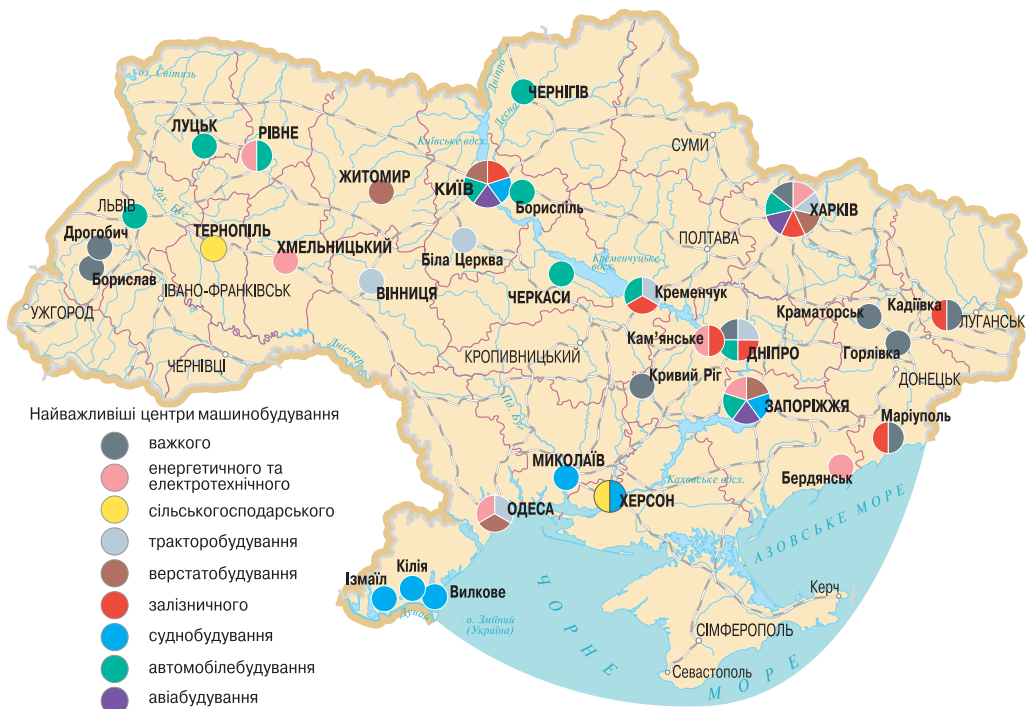 оз. Світязь
Дніпро
Десна
ЧЕРНІГІВ
ЛУЦЬК
РІВНЕ
Київське вдсх.
СУМИ
ЖИТОМИР
КИЇВ
Бориспіль
ХАРКІВ
ЛЬВІВ
Зах. Буг
Дрогобич
ТЕРНОПІЛЬ
ХМЕЛЬНИЦЬКИЙ
Біла Церква
ПОЛТАВА
Кременчуцьке
вдсх.
Борислав
ІВАНО-ФРАНКІВСЬК
ВІННИЦЯ
ЧЕРКАСИ
Кременчук
Краматорськ
Кадіївка
ЛУГАНСЬК
УЖГОРОД
Кам’янське
ДНІПРО
Горлівка
ЧЕРНІВЦІ
Дністер
КРОПИВНИЦЬКИЙ
Кривий Ріг
ДОНЕЦЬК
Пд. Буг
ЗАПОРІЖЖЯ
Маріуполь
МИКОЛАЇВ
Каховське вдсх.
Бердянськ
ХЕРСОН
ОДЕСА
АЗОВСЬКЕ МОРЕ
Кілія
Ізмаїл
Вилкове
Дунай
о. Зміїний
(Україна)
Керч
СІМФЕРОПОЛЬ
Севастополь
ЧОРНЕ МОРЕ
Найважливіші центри машинобудування
важкого
енергетичного та
електротехнічного
сільськогосподарського
тракторобудування
верстатобудування
залізничного
суднобудування
автомобілебудування
авіабудування